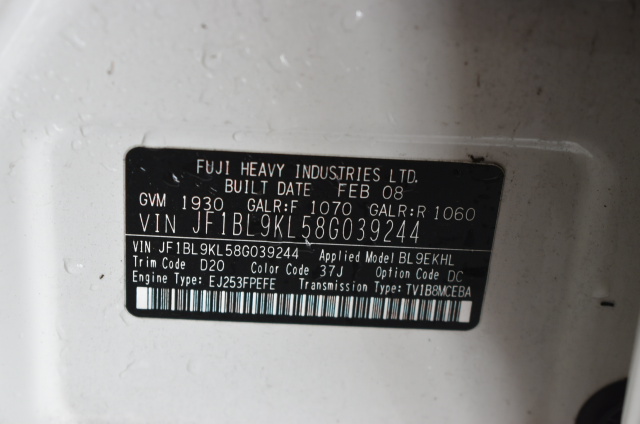 FUJI HEAVY INDUSTRIES LTD.
BUILT DATE FEB 08
GVM 1930 GALR:F 1070 GALR:R 1060
VIN JF1BL9KL58G039244
VIN JF1BL9KL58G039244 Applied Model BL9EKHL
Trim Code D20 Color Code 37J Option Code DC
Engine Type: EJ253FPEFE Transmission Type: TV1B8MCEBA